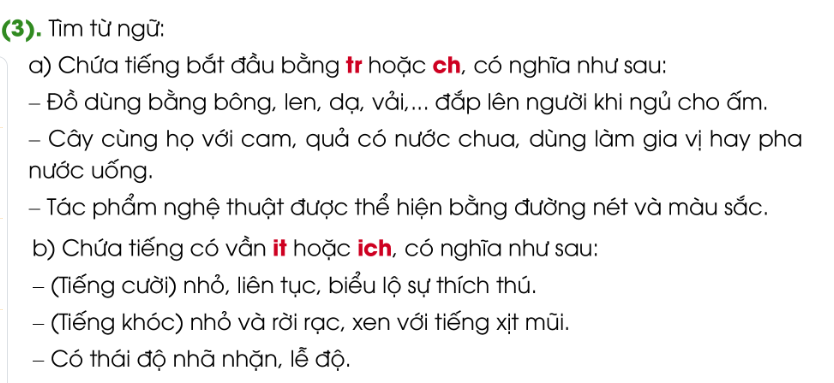 (3). Tìm từ ngữ:
a) Chứa tiếng bắt đầu bằng tr hoặc ch, có nghĩa như sau:
– Đồ dùng bằng bông, len, dạ, vải,... đắp lên người khi ngủ cho ấm.
– Cây cùng họ với cam, quả có nước chua, dùng làm gia vị hay pha
nước uống.
– Tác phẩm nghệ thuật được thể hiện bằng đường nét và màu sắc.
b) Chứa tiếng có vần it hoặc ich, có nghĩa như sau:
– (Tiếng cười) nhỏ, liên tục, biểu lộ sự thích thú.
– (Tiếng khóc) nhỏ và rời rạc, xen với tiếng xịt mũi.
– Có thái độ nhã nhặn, lễ độ.